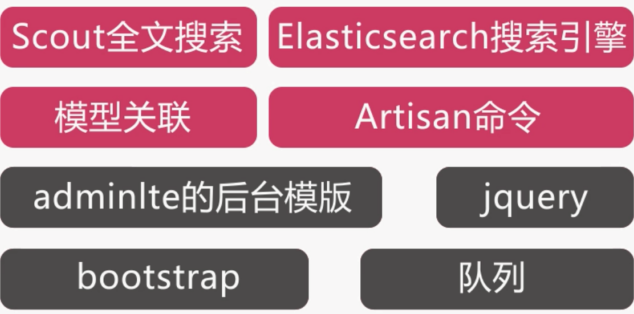 Scout全文搜索
Elasticsearch搜索引擎
模型关联
Artisan命令
adminlte的后台模版
jquery
bootstrap
队列